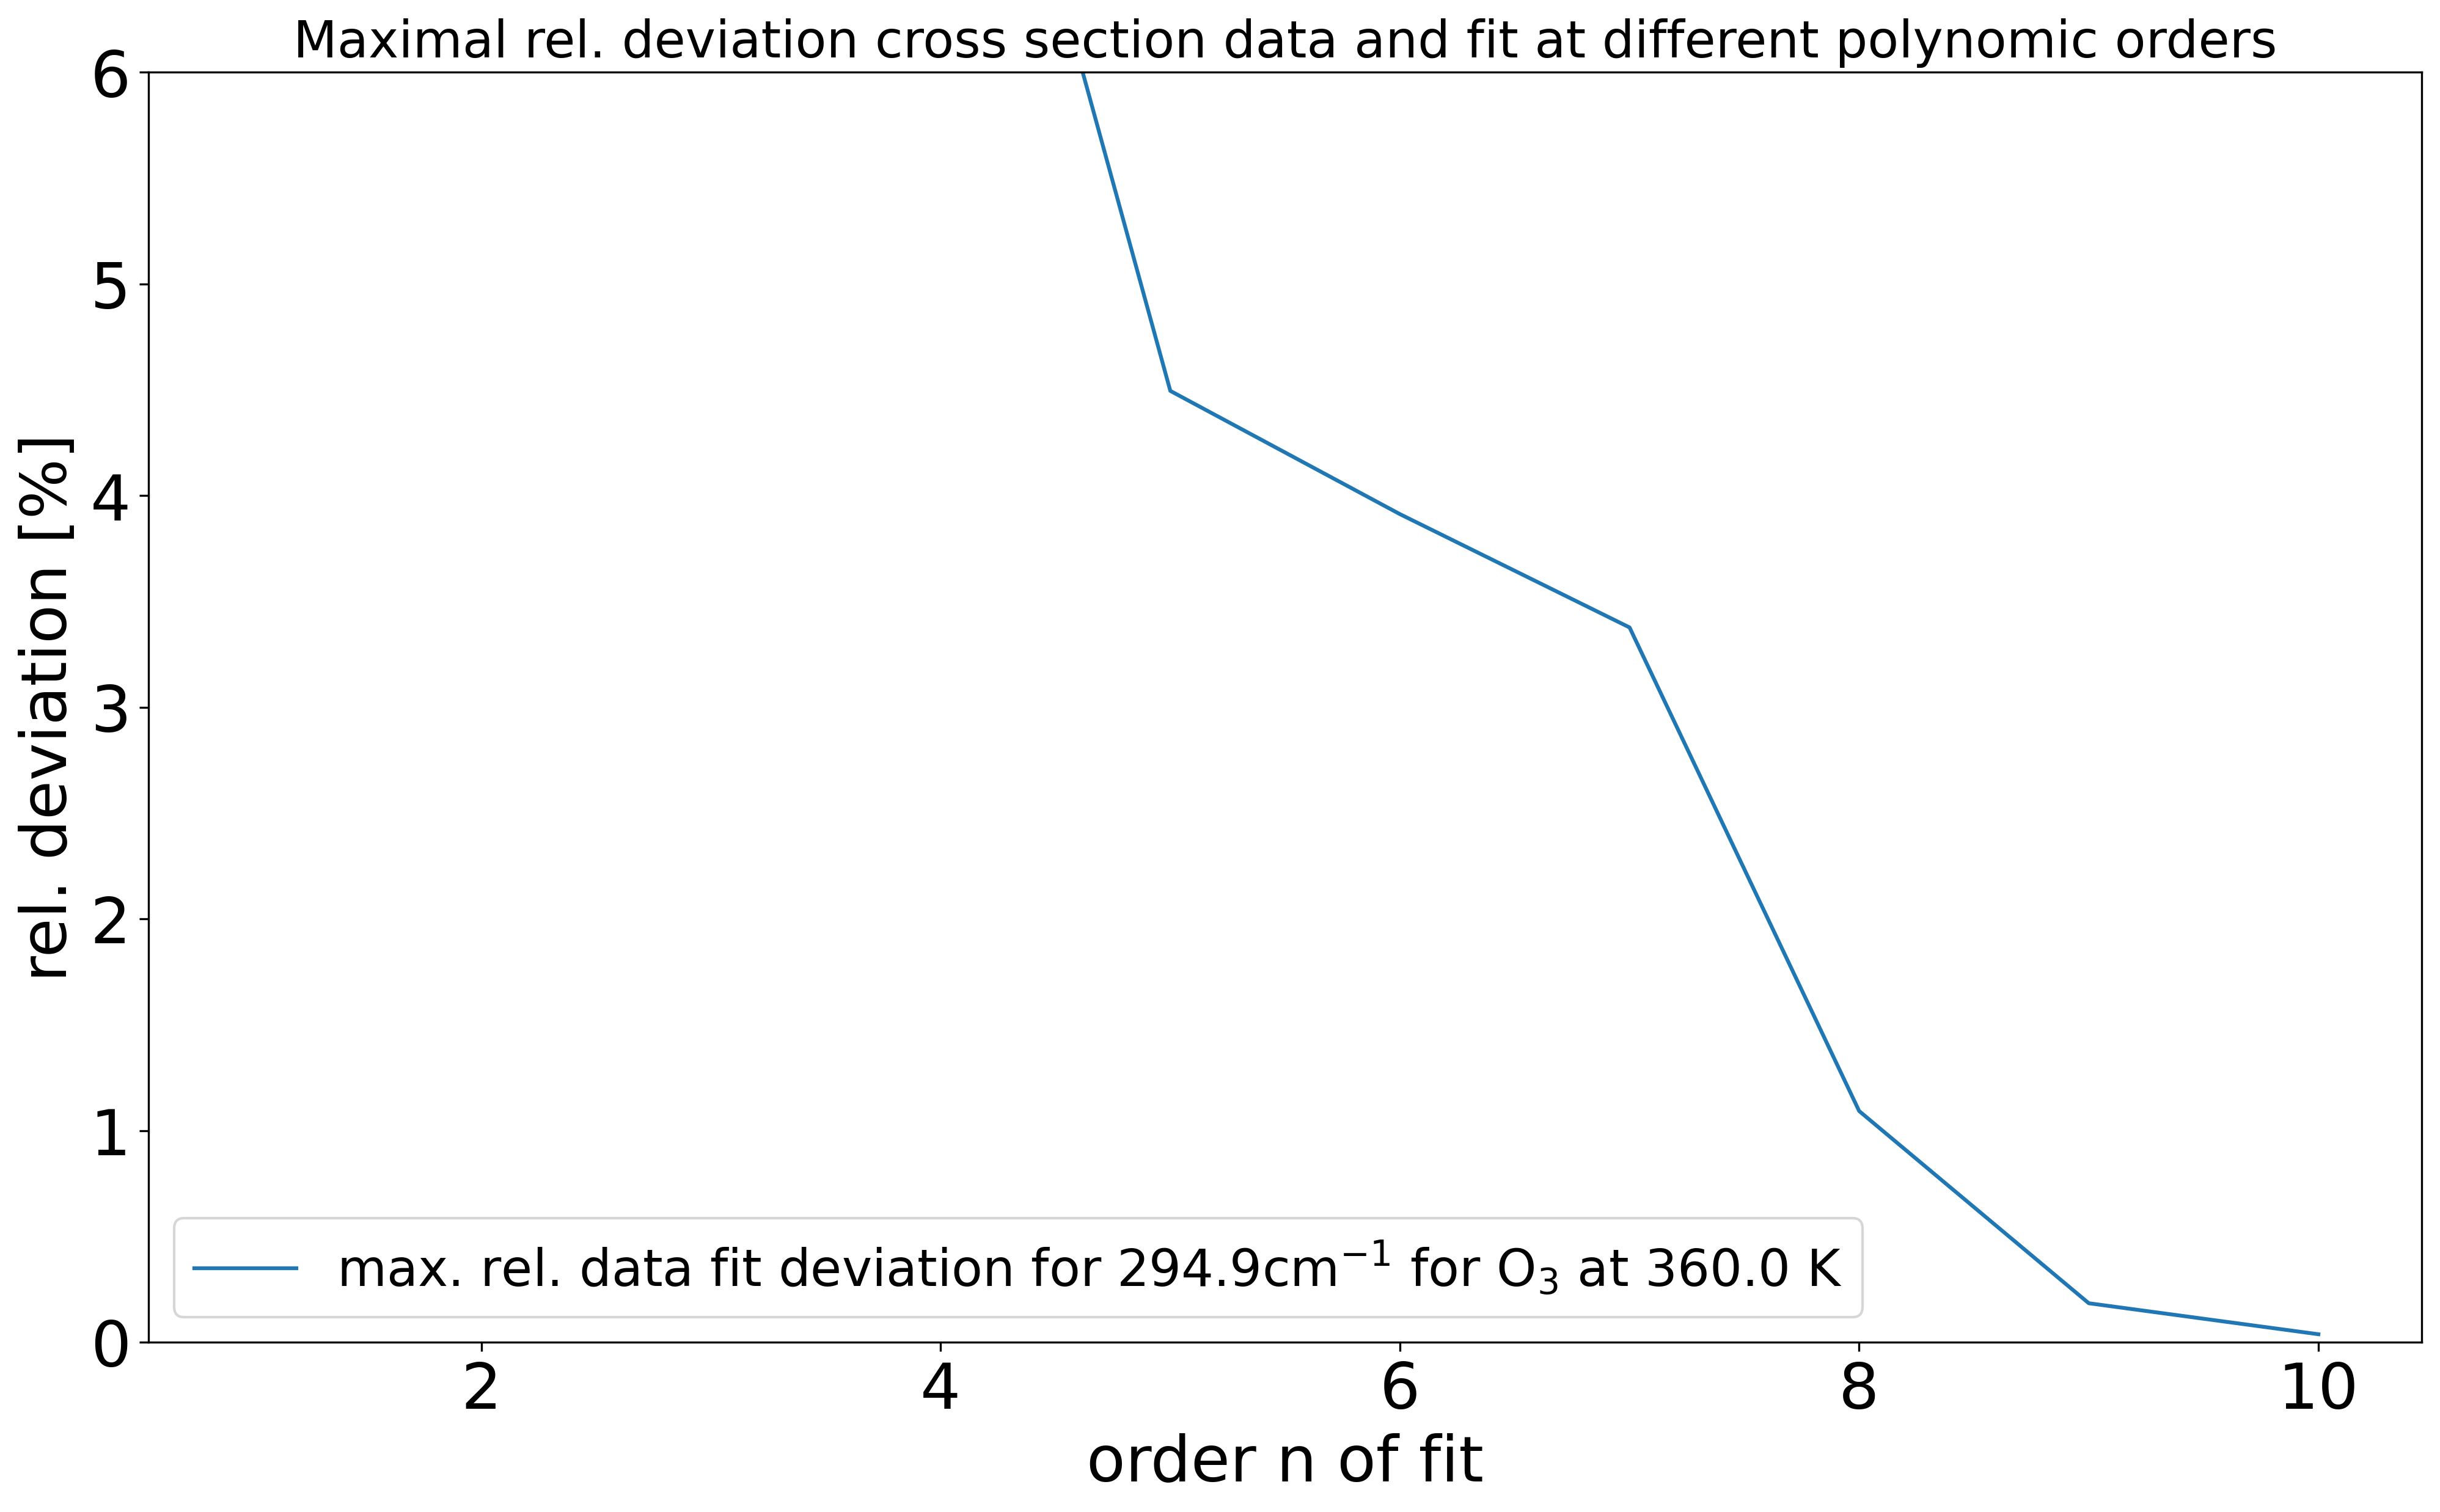 Maximal rel. deviation cross section data and fit at different polynomic orders
rel. deviation [%]
6
5
4
3
2
1
0
max. rel. data fit deviation for 294.9cm⁻¹ for O₃ at 360.0 K
2 4 6 8 10
order n of fit